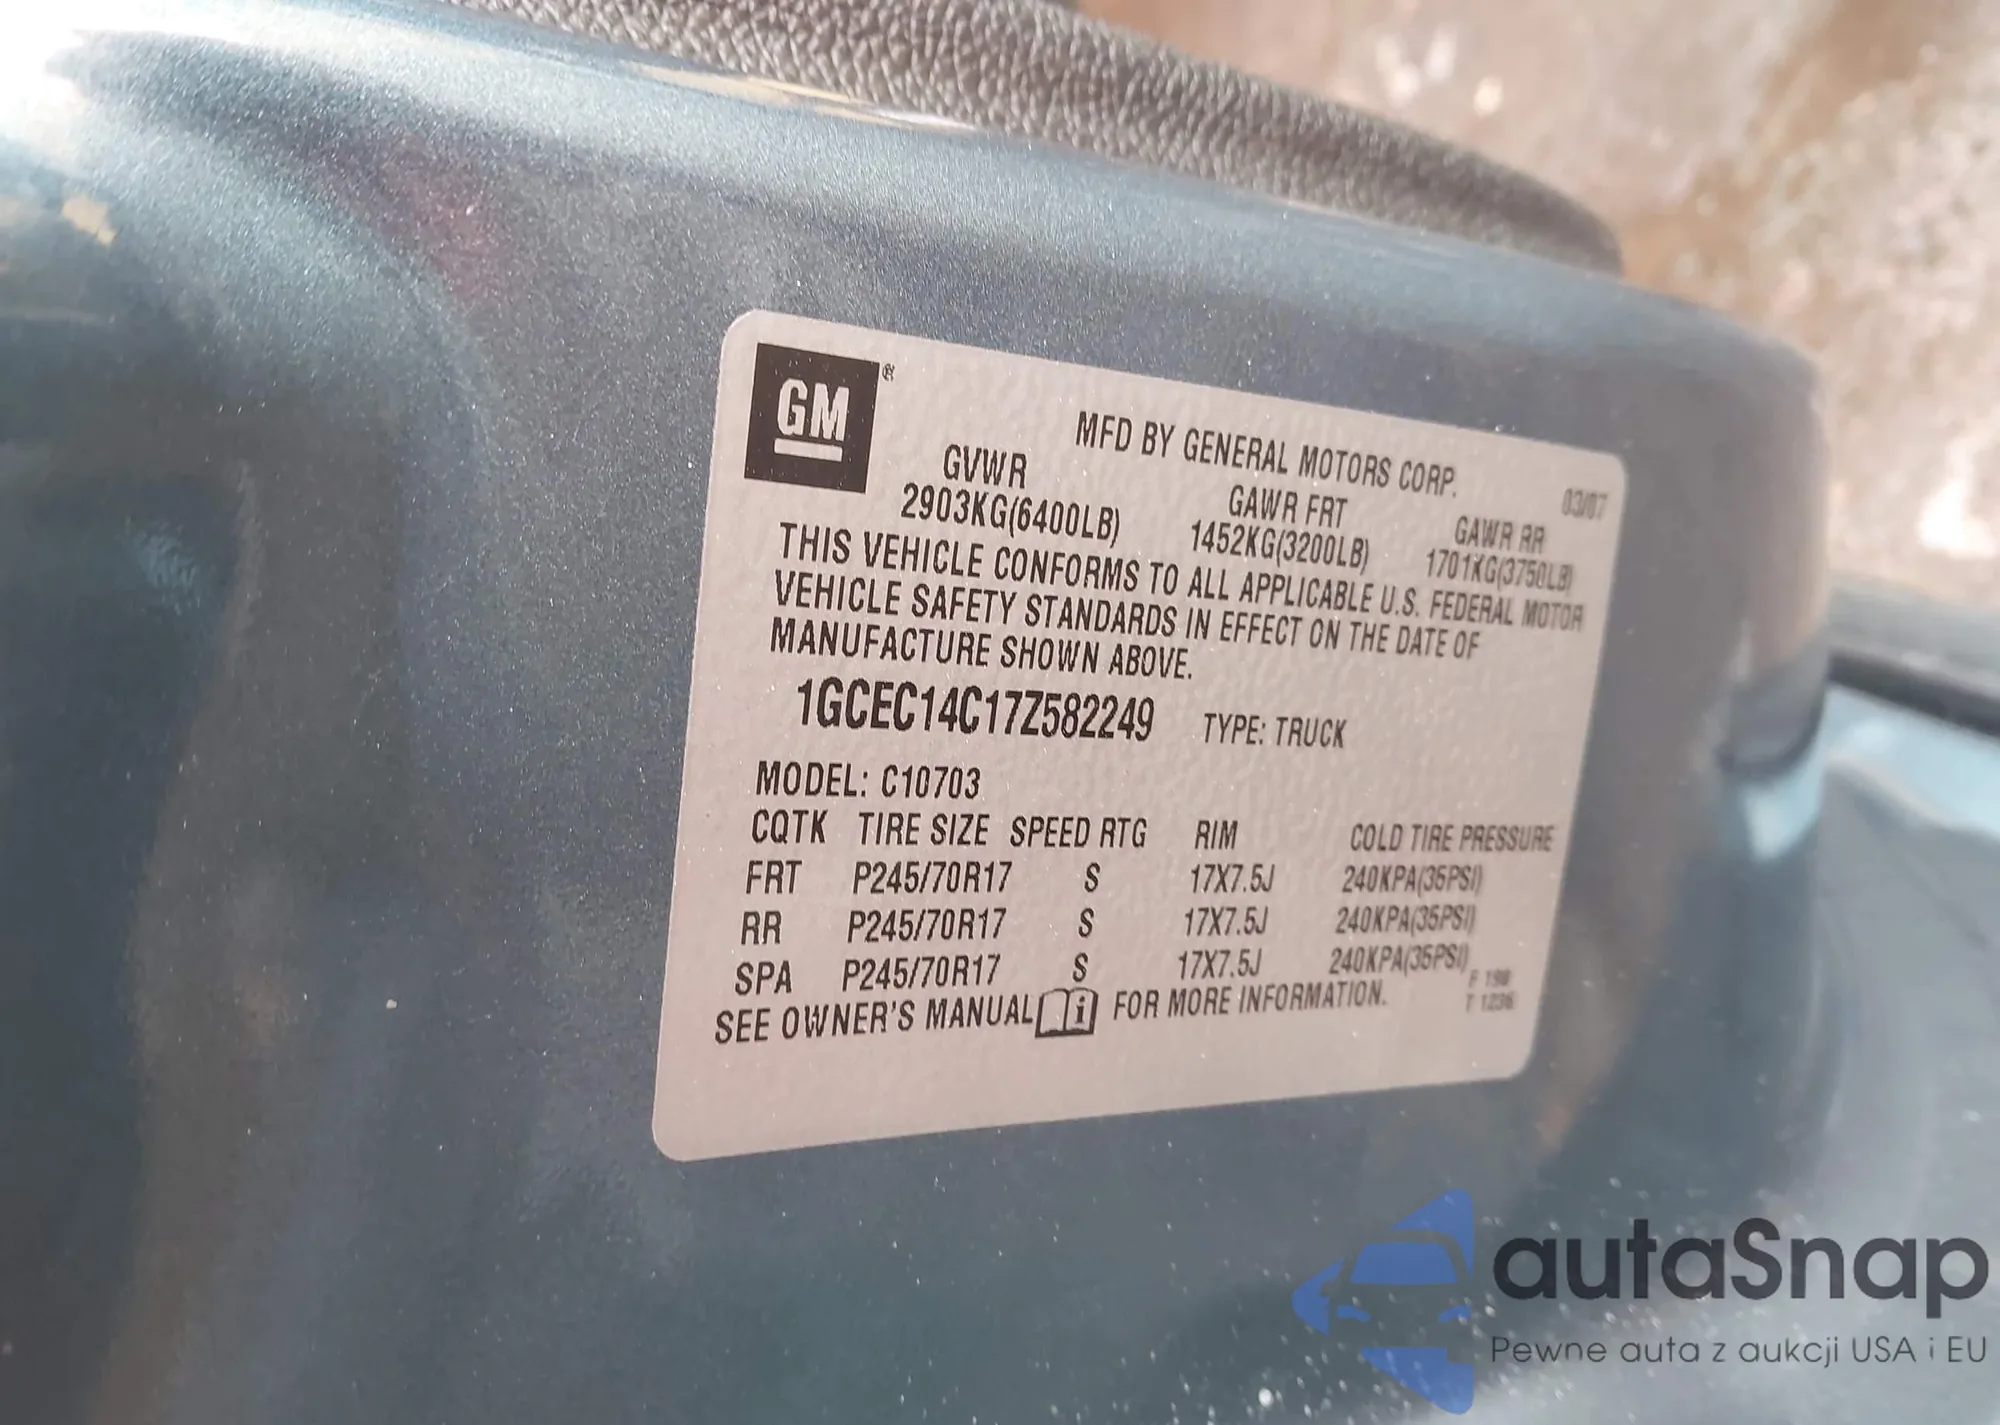 GM®
MFD BY GENERAL MOTORS CORP. 03/07
GVWR GAWR FRT GAWR RR
2903KG(6400LB) 1452KG(3200LB) 1701KG(3750LB)
THIS VEHICLE CONFORMS TO ALL APPLICABLE U.S. FEDERAL MOTOR
VEHICLE SAFETY STANDARDS IN EFFECT ON THE DATE OF
MANUFACTURE SHOWN ABOVE.
1GCEC14C17Z582249 TYPE: TRUCK
MODEL: C10703
CQTK TIRE SIZE SPEED RTG RIM COLD TIRE PRESSURE
FRT P245/70R17 S 17X7.5J 240KPA(35PSI)
RR P245/70R17 S 17X7.5J 240KPA(35PSI)
SPA P245/70R17 S 17X7.5J 240KPA(35PSI)
SEE OWNER'S MANUAL i FOR MORE INFORMATION.
F 190
T 1236
autaSnap
Pewne auta z aukcji USA i EU